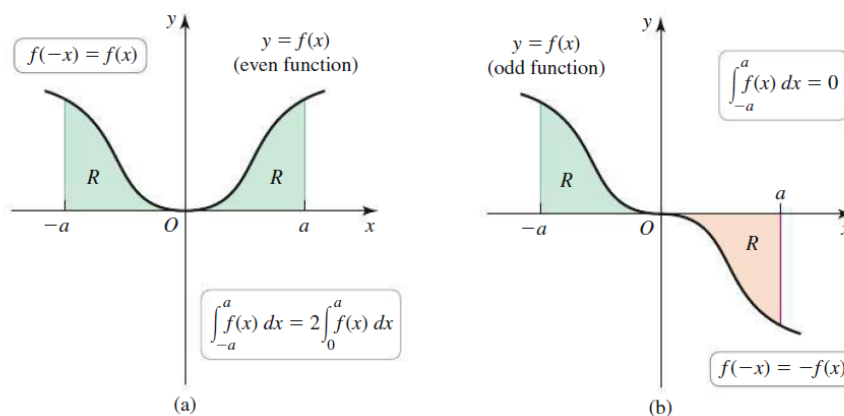 y
f(−x) = f(x)
y = f(x)
(even function)
R
R
−a
O
a
x
∫_{−a}^{a} f(x) dx = 2∫_{0}^{a} f(x) dx
(a)
y
y = f(x)
(odd function)
∫_{−a}^{a} f(x) dx = 0
R
a
−a
O
R
f(−x) = −f(x)
(b)